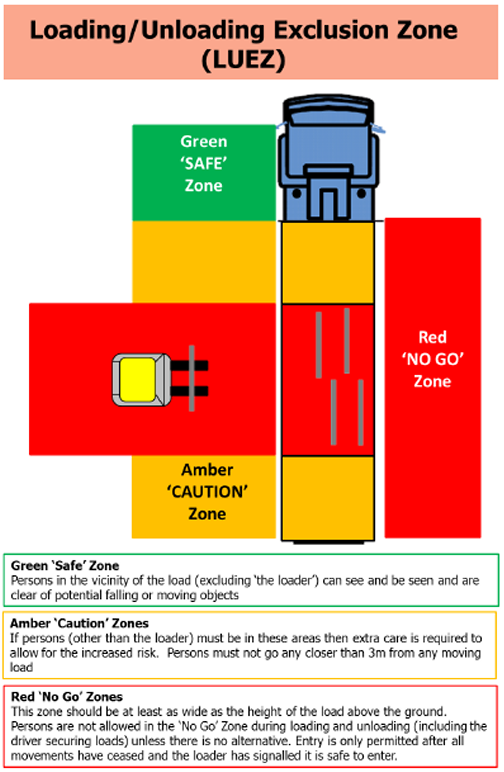 Loading/Unloading Exclusion Zone
(LUEZ)
Green
‘SAFE’
Zone
Red
‘NO GO’
Zone
Amber
‘CAUTION’
Zone
Green ‘Safe’ Zone
Persons in the vicinity of the load (excluding ‘the loader’) can see and be seen and are
clear of potential falling or moving objects
Amber ‘Caution’ Zones
If persons (other than the loader) must be in these areas then extra care is required to
allow for the increased risk.  Persons must not go any closer than 3m from any moving
load
Red ‘No Go’ Zones
This zone should be at least as wide as the height of the load above the ground.
Persons are not allowed in the ‘No Go’ Zone during loading and unloading (including the
driver securing loads) unless there is no alternative. Entry is only permitted after all
movements have ceased and the loader has signalled it is safe to enter.